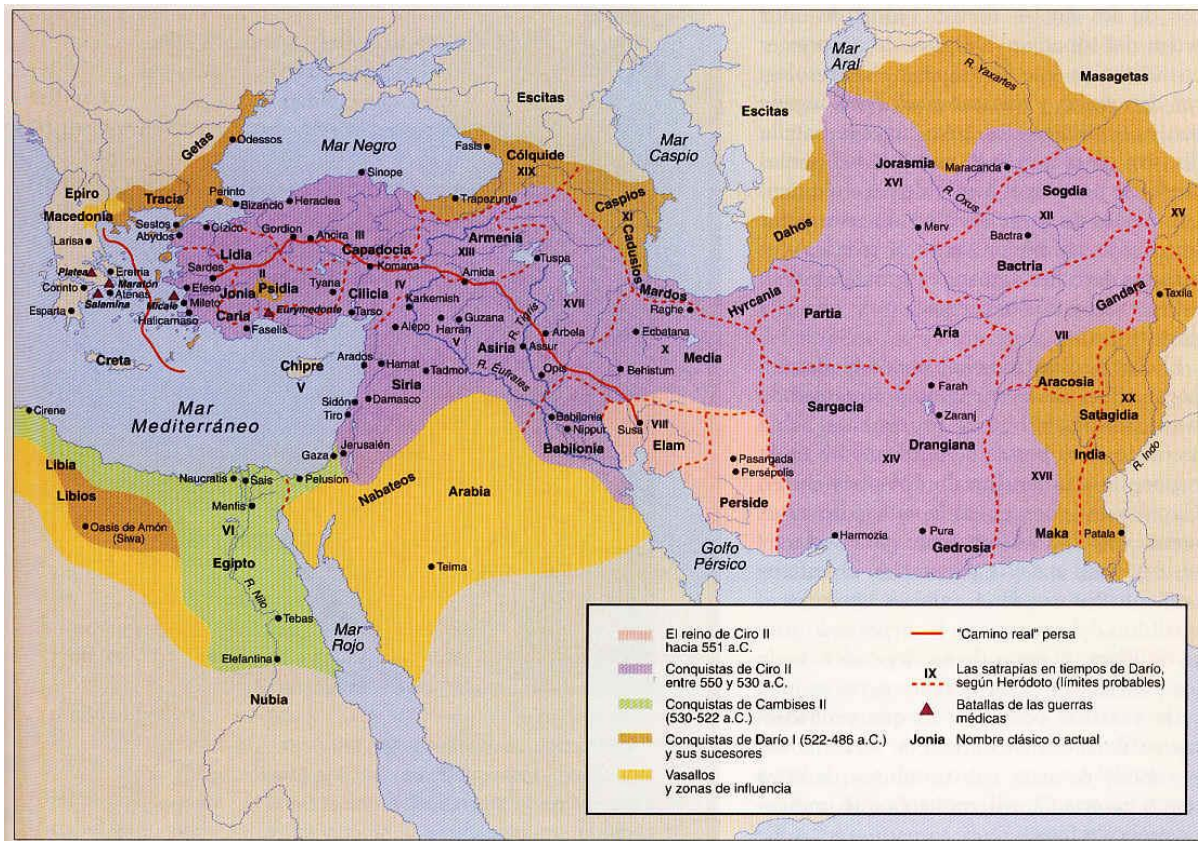 Mar
Aral
R. Yaxartes
Masagetas
Escitas
Escitas
Getas
Odessos
Mar Negro
Fasis
Cólquide
XIX
Mar
Caspio
Jorasmia
XVI
Maracanda
Sogdia
Epiro
Macedonia
Tracia
Perinto
Bizancio
Heraclea
Sinope
Trapezunte
Caspios
XI
Cadusios
Dahos
R. Oxus
Merv
XII
Bactra
Bactria
XV
Larisa
Sestos
Abydos
Cízico
Gordion
Ancira
III
Capadocia
Armenia
XIII
Tuspa
Lidia
Sardes
II
Komana
Amida
Platea
Eretria
Maratón
Corinto
Atenas
Salamina
Esparta
Jonia
Efeso
Psidia
Tyana
Cilicia
IV
Karkemish
XVII
Mardos
Hyrcania
Partia
Gandara
Taxila
Micale
Mileto
Halicarnaso
Caria
Eurymedonte
Faselis
Tarso
Alepo
Harrán
Guzana
V
R. Tigris
Arbela
Raghe
Ecbatana
X
Media
Aria
VII
Asiria
Assur
Creta
Chipre
V
Arados
Hamat
Tadmor
Siria
R. Éufrates
Opis
Behistum
Farah
Aracosia
XX
Satagidia
Sargacia
Zaranj
Cirene
Mar
Mediterráneo
Sidón
Tiro
Damasco
Babilonia
Nippur
Babilonia
Susa
VIII
Elam
Drangiana
XIV
India
R. Indo
Libia
Libios
Oasis de Amón
(Siwa)
Gaza
Jerusalén
Naucratis
Sais
Pelusion
Menfis
VI
Egipto
R. Nilo
Nabateos
Arabia
Pasargada
Persépolis
Perside
XVII
Maka
Patala
Harmozia
Pura
Gedrosia
Golfo
Pérsico
Teima
Tebas
Elefantina
Mar
Rojo
Nubia
El reino de Ciro II
hacia 551 a.C.
Conquistas de Ciro II
entre 550 y 530 a.C.
Conquistas de Cambises II
(530-522 a.C.)
Conquistas de Darío I (522-486 a.C.)
y sus sucesores
Vasallos
y zonas de influencia
"Camino real" persa
IX
Las satrapías en tiempos de Darío,
según Heródoto (límites probables)
Batallas de las guerras
médicas
Jonia
Nombre clásico o actual